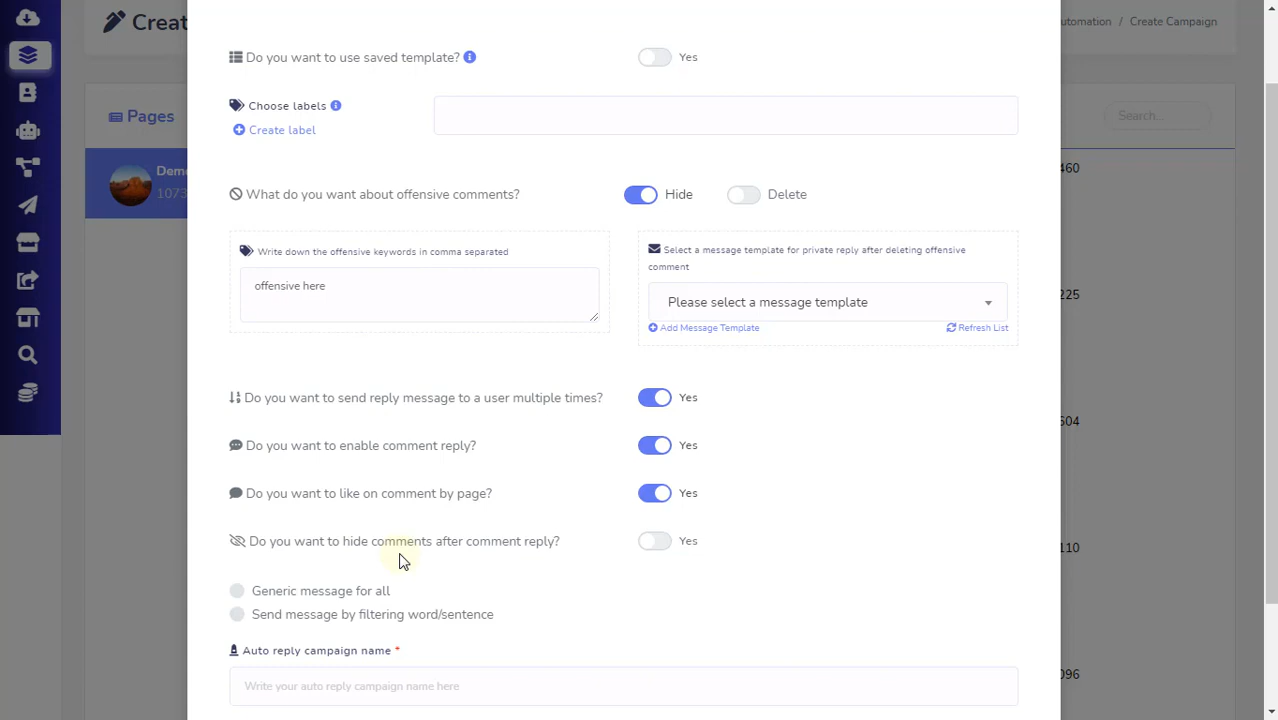 Creat
utomation / Create Campaign
Do you want to use saved template?
Yes
Pages
Choose labels
Create label
Search...
Demo
1073
460
What do you want about offensive comments?
Hide
Delete
Write down the offensive keywords in comma separated
offensive here
Select a message template for private reply after deleting offensive
comment
Please select a message template
225
Add Message Template
Refresh List
Do you want to send reply message to a user multiple times?
Yes
604
Do you want to enable comment reply?
Yes
Do you want to like on comment by page?
Yes
Do you want to hide comments after comment reply?
Yes
110
Generic message for all
Send message by filtering word/sentence
Auto reply campaign name *
Write your auto reply campaign name here
096